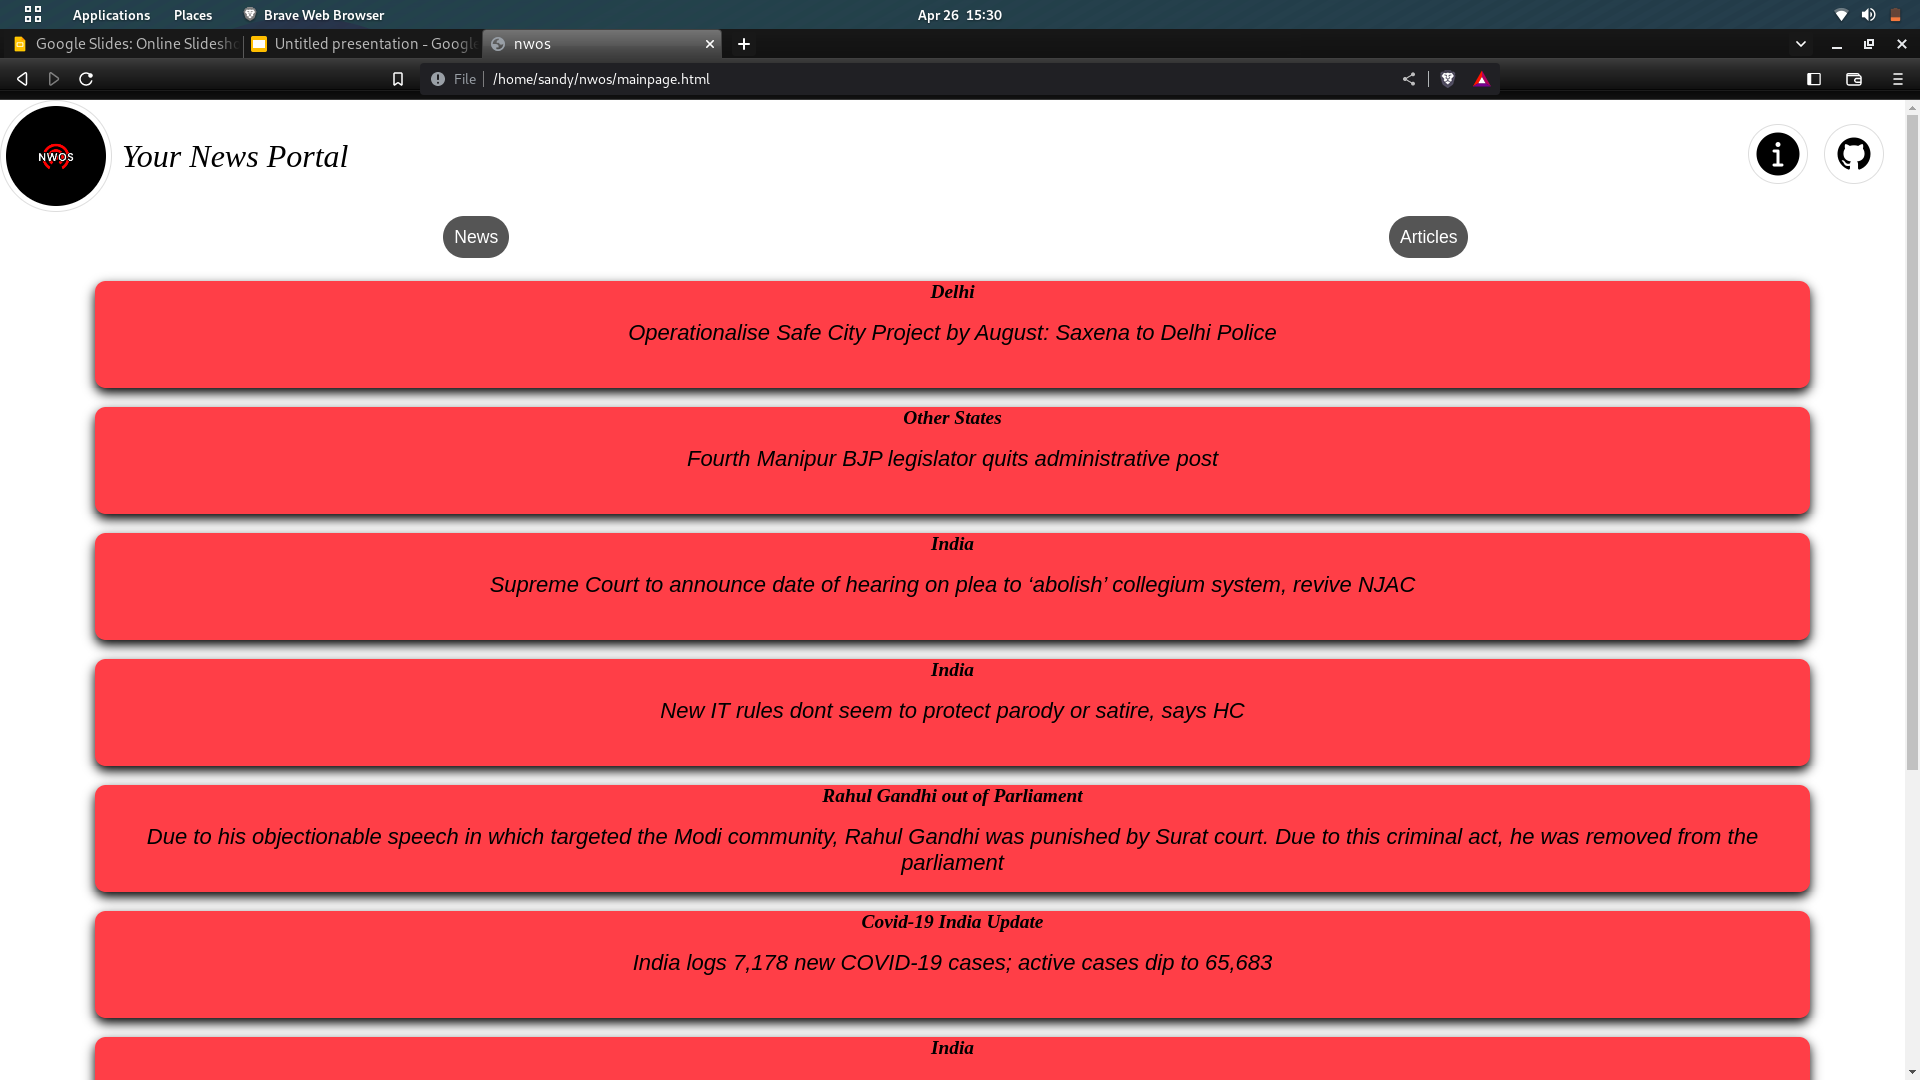 Applications Places Brave Web Browser Apr 26 15:30
Google Slides: Online Slidesho Untitled presentation - Google nwos
File /home/sandy/nwos/mainpage.html
NWOS Your News Portal
News Articles
Delhi
Operationalise Safe City Project by August: Saxena to Delhi Police
Other States
Fourth Manipur BJP legislator quits administrative post
India
Supreme Court to announce date of hearing on plea to ‘abolish’ collegium system, revive NJAC
India
New IT rules dont seem to protect parody or satire, says HC
Rahul Gandhi out of Parliament
Due to his objectionable speech in which targeted the Modi community, Rahul Gandhi was punished by Surat court. Due to this criminal act, he was removed from the
parliament
Covid-19 India Update
India logs 7,178 new COVID-19 cases; active cases dip to 65,683
India